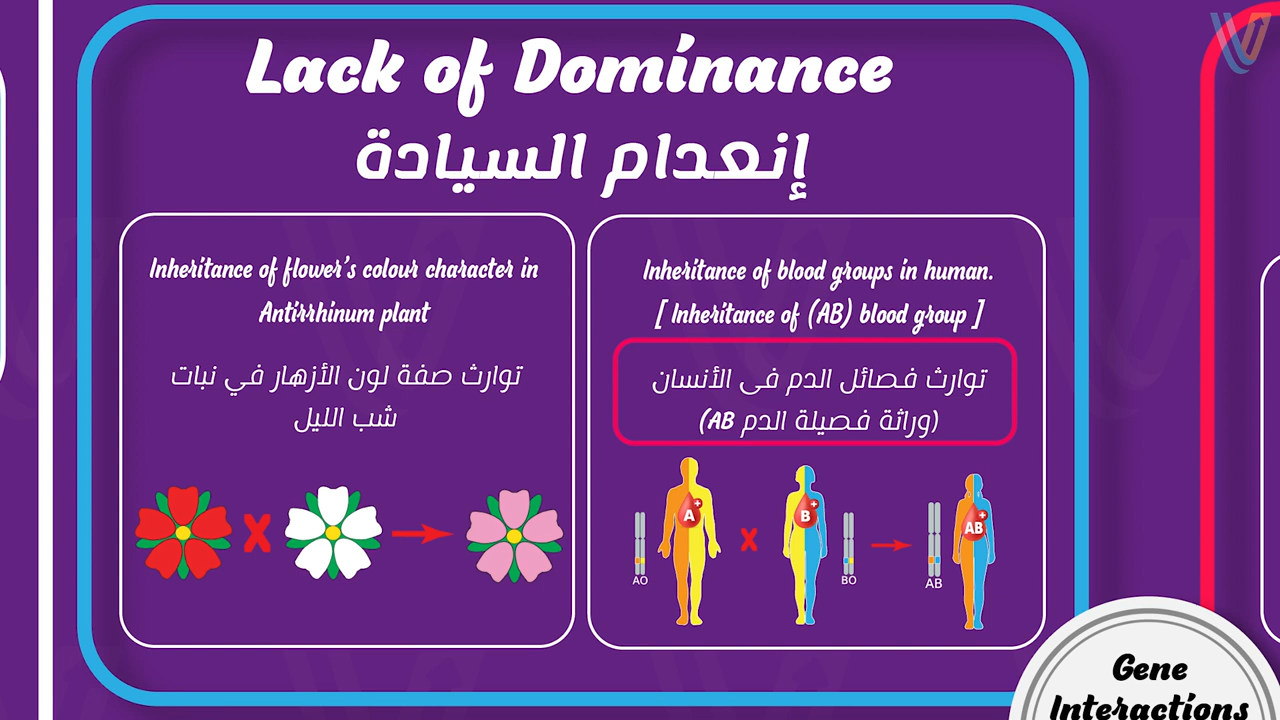 Lack of Dominance
إنعدام السيادة
Inheritance of flower's colour character in
Antirrhinum plant
توارث صفة لون الأزهار في نبات
شب الليل
X
Inheritance of blood groups in human.
[ Inheritance of (AB) blood group ]
توارث فصائل الدم فى الأنسان
(وراثة فصيلة الدم AB)
A+
B+
AB+
X
AO
BO
AB
Gene
Interactions